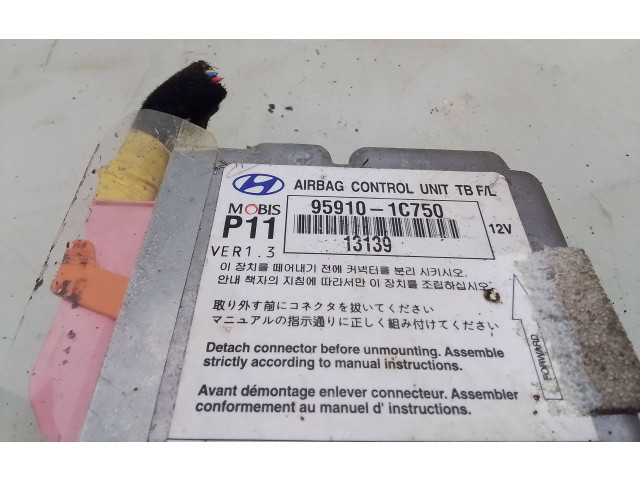 AIRBAG CONTROL UNIT TB F/L
MOBIS
P11
VER1.3
95910-1C750
13139
12V
이 장치를 떼어내기 전에 커넥터를 분리 시키시오.
안내 책자의 지침에 따라서만 이 장치를 조립하십시오.
取り外す前にコネクタを抜いてください
マニュアルの指示通りに正しく組み付けてください
Detach connector before unmounting. Assemble
strictly according to manual instructions.
Avant démontage enlever connecteur. Assembler
conformement au manuel d' instructions.
FORWARD